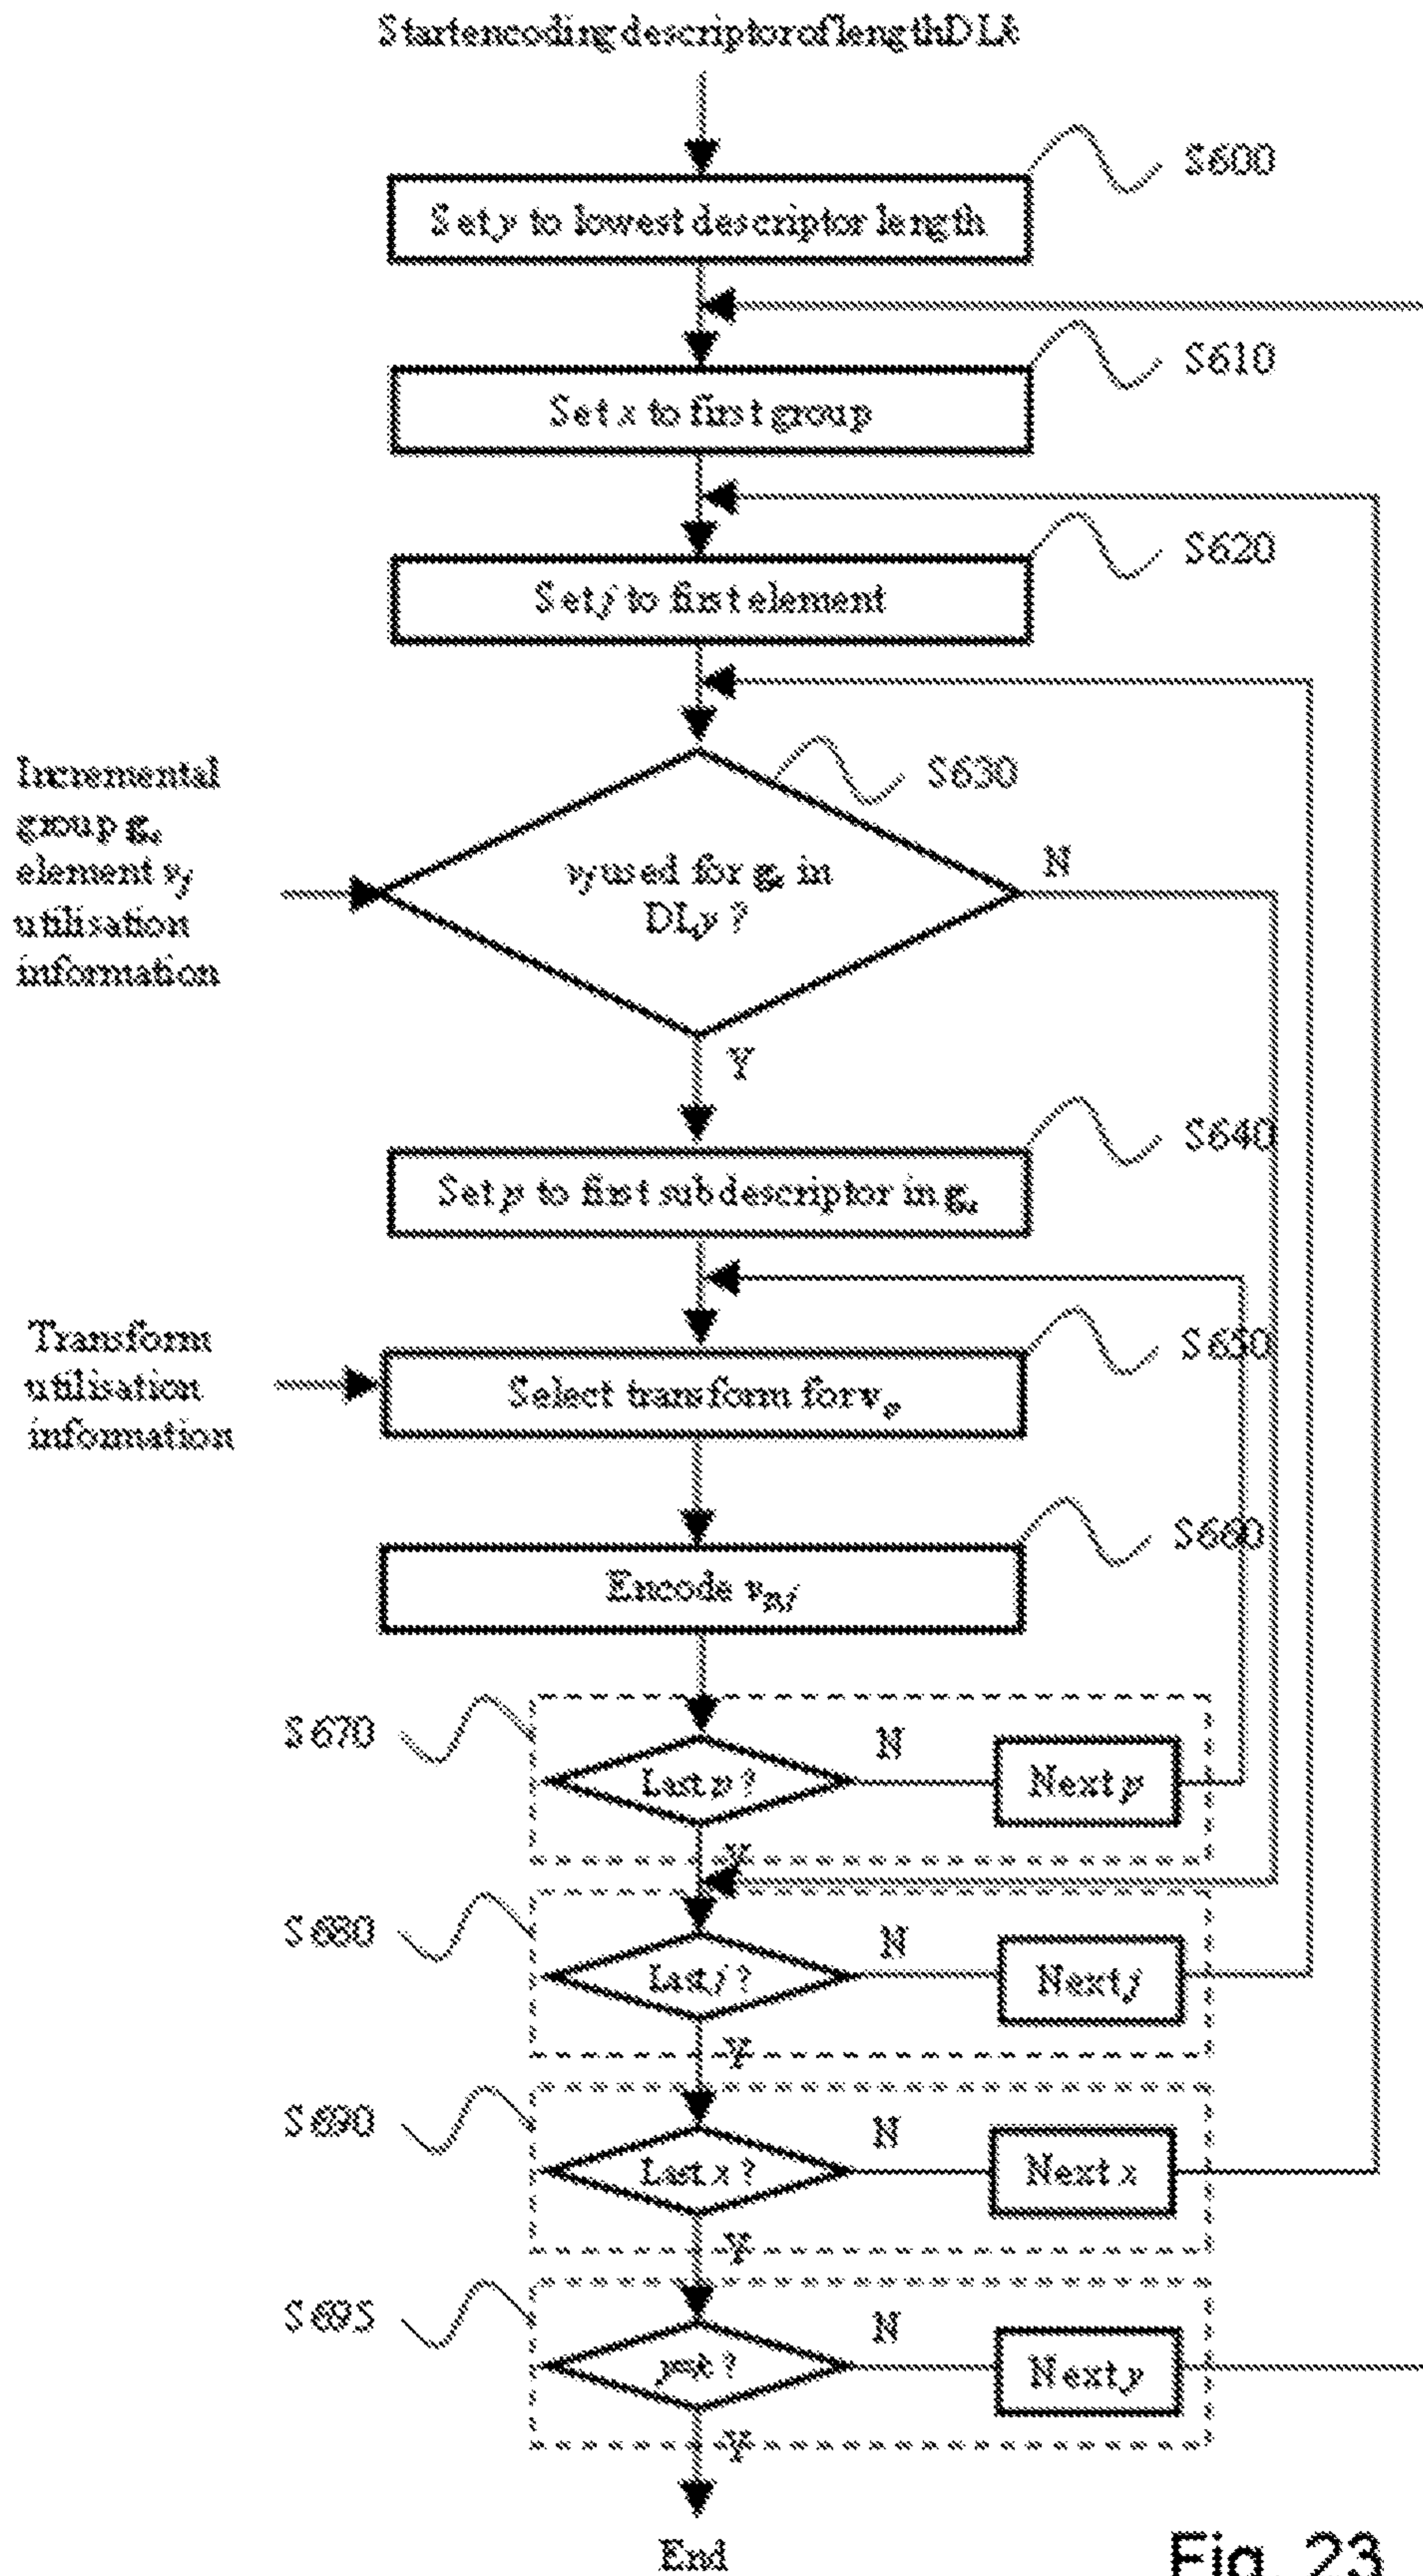 Start encoding descriptor of length DLk
S600
Set y to lowest descriptor length
S610
Set x to first group
S620
Set j to first element
Incremental
group gx
element vj
utilisation
information
S630
vj used for gx in
DLy ?
N
Y
S640
Set p to first subdescriptor in gx
Transform
utilisation
information
S650
Select transform for vp
S660
Encode
S670
Last p ?
N
Next p
Y
S680
Last j ?
N
Next j
Y
S690
Last x ?
N
Next x
Y
S695
y=k ?
N
Next y
Y
End
Fig. 23